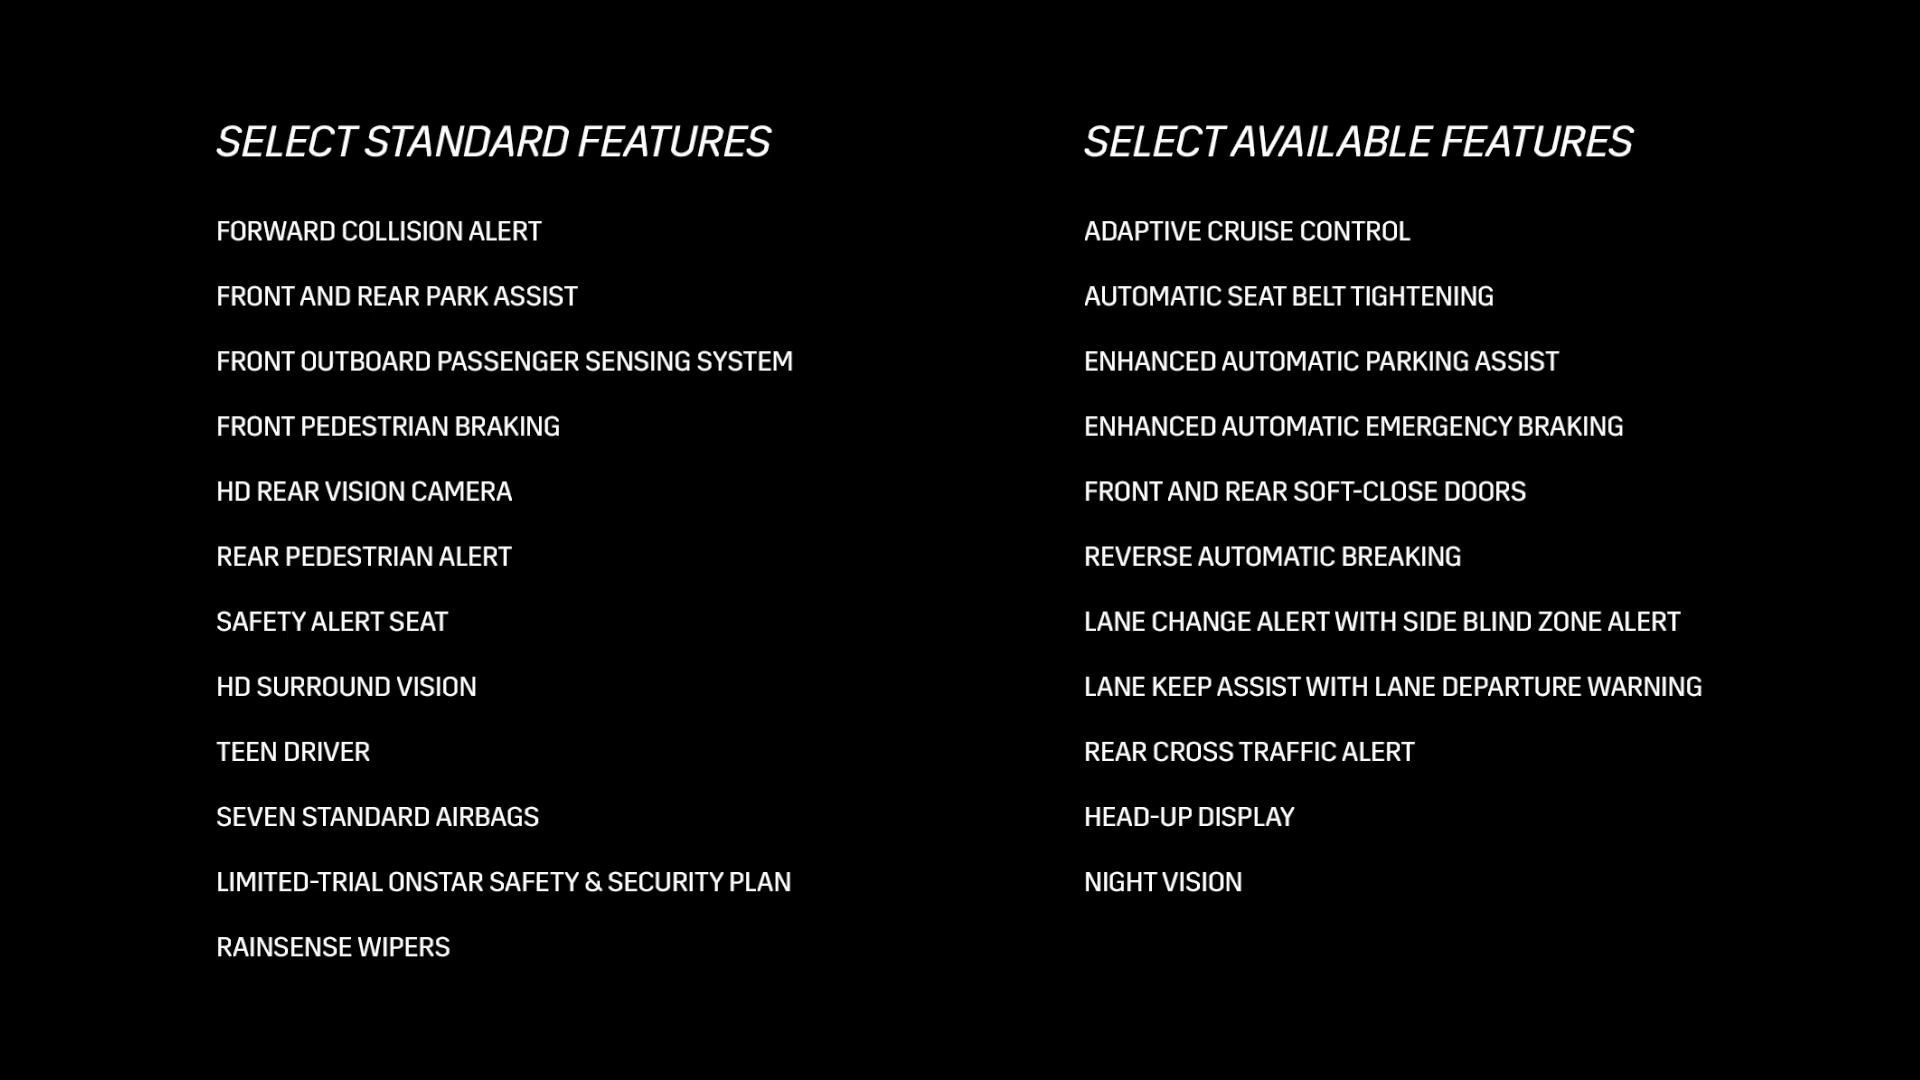 SELECT STANDARD FEATURES
FORWARD COLLISION ALERT
FRONT AND REAR PARK ASSIST
FRONT OUTBOARD PASSENGER SENSING SYSTEM
FRONT PEDESTRIAN BRAKING
HD REAR VISION CAMERA
REAR PEDESTRIAN ALERT
SAFETY ALERT SEAT
HD SURROUND VISION
TEEN DRIVER
SEVEN STANDARD AIRBAGS
LIMITED-TRIAL ONSTAR SAFETY & SECURITY PLAN
RAINSENSE WIPERS
SELECT AVAILABLE FEATURES
ADAPTIVE CRUISE CONTROL
AUTOMATIC SEAT BELT TIGHTENING
ENHANCED AUTOMATIC PARKING ASSIST
ENHANCED AUTOMATIC EMERGENCY BRAKING
FRONT AND REAR SOFT-CLOSE DOORS
REVERSE AUTOMATIC BREAKING
LANE CHANGE ALERT WITH SIDE BLIND ZONE ALERT
LANE KEEP ASSIST WITH LANE DEPARTURE WARNING
REAR CROSS TRAFFIC ALERT
HEAD-UP DISPLAY
NIGHT VISION